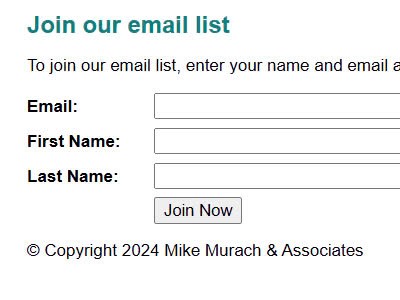 Join our email list
To join our email list, enter your name and email a
Email:
First Name:
Last Name:
Join Now
© Copyright 2024 Mike Murach & Associates